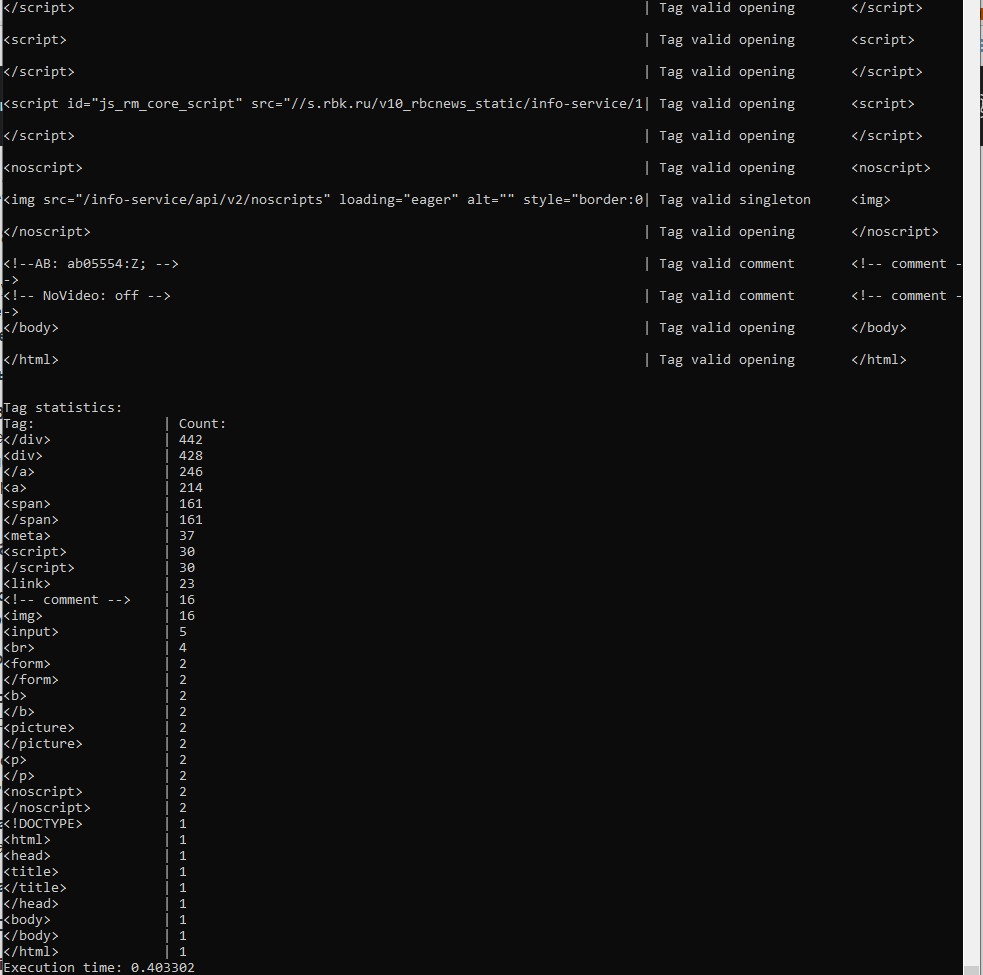 </script> | Tag valid opening </script>
<script> | Tag valid opening <script>
</script> | Tag valid opening </script>
<script id="js_rm_core_script" src="//s.rbk.ru/v10_rbcnews_static/info-service/1| Tag valid opening <script>
</script> | Tag valid opening </script>
<noscript> | Tag valid opening <noscript>
<img src="/info-service/api/v2/noscripts" loading="eager" alt="" style="border:0| Tag valid singleton <img>
</noscript> | Tag valid opening </noscript>
<!--AB: ab05554:Z; --> | Tag valid comment <!-- comment -
->
<!-- NoVideo: off --> | Tag valid comment <!-- comment -
->
</body> | Tag valid opening </body>
</html> | Tag valid opening </html>
Tag statistics:
Tag: | Count:
</div> | 442
<div> | 428
</a> | 246
<a> | 214
<span> | 161
</span> | 161
<meta> | 37
<script> | 30
</script> | 30
<link> | 23
<!-- comment --> | 16
<img> | 16
<input> | 5
<br> | 4
<form> | 2
</form> | 2
<b> | 2
</b> | 2
<picture> | 2
</picture> | 2
<p> | 2
</p> | 2
<noscript> | 2
</noscript> | 2
<!DOCTYPE> | 1
<html> | 1
<head> | 1
<title> | 1
</title> | 1
</head> | 1
<body> | 1
</body> | 1
</html> | 1
Execution time: 0.403302